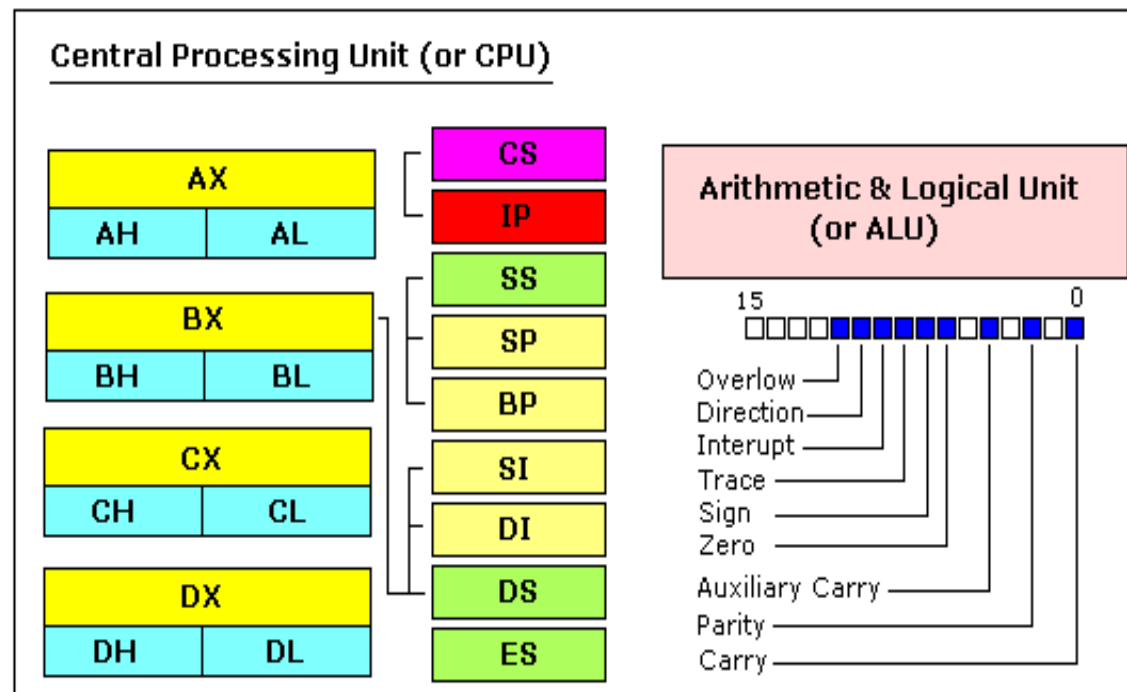 Central Processing Unit (or CPU)
AX
AH AL
BX
BH BL
CX
CH CL
DX
DH DL
CS
IP
SS
SP
BP
SI
DI
DS
ES
Arithmetic & Logical Unit
(or ALU)
15 0
Overlow
Direction
Interupt
Trace
Sign
Zero
Auxiliary Carry
Parity
Carry